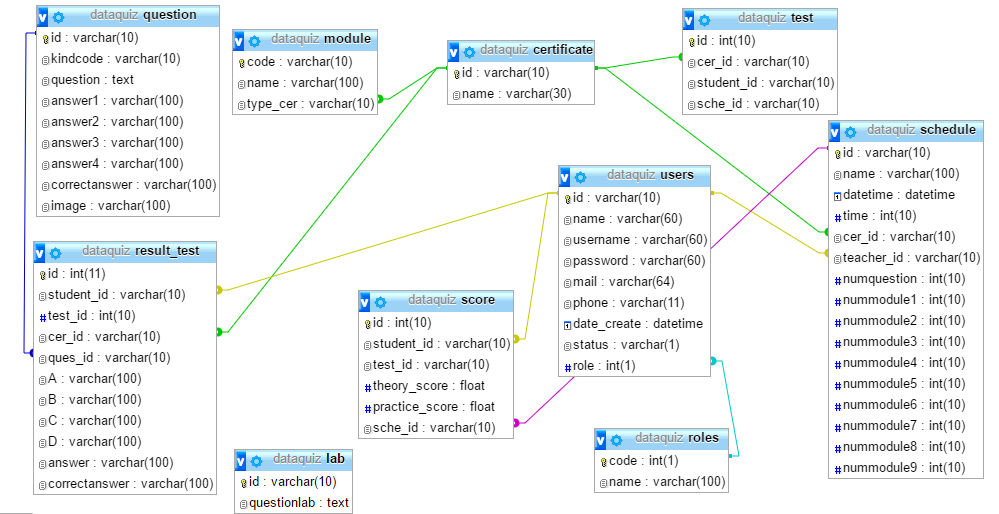 dataquiz question
id : varchar(10)
kindcode : varchar(10)
question : text
answer1 : varchar(100)
answer2 : varchar(100)
answer3 : varchar(100)
answer4 : varchar(100)
correctanswer : varchar(100)
image : varchar(100)
dataquiz module
code : varchar(10)
name : varchar(100)
type_cer : varchar(10)
dataquiz certificate
id : varchar(10)
name : varchar(30)
dataquiz test
id : int(10)
cer_id : varchar(10)
student_id : varchar(10)
sche_id : varchar(10)
dataquiz schedule
id : varchar(10)
name : varchar(100)
datetime : datetime
time : int(10)
cer_id : varchar(10)
teacher_id : varchar(10)
numquestion : int(10)
nummodule1 : int(10)
nummodule2 : int(10)
nummodule3 : int(10)
nummodule4 : int(10)
nummodule5 : int(10)
nummodule6 : int(10)
nummodule7 : int(10)
nummodule8 : int(10)
nummodule9 : int(10)
dataquiz users
id : varchar(10)
name : varchar(60)
username : varchar(60)
password : varchar(60)
mail : varchar(64)
phone : varchar(11)
date_create : datetime
status : varchar(1)
role : int(1)
dataquiz result_test
id : int(11)
student_id : varchar(10)
test_id : int(10)
cer_id : varchar(10)
ques_id : varchar(10)
A : varchar(100)
B : varchar(100)
C : varchar(100)
D : varchar(100)
answer : varchar(100)
correctanswer : varchar(100)
dataquiz score
id : int(10)
student_id : varchar(10)
test_id : varchar(10)
theory_score : float
practice_score : float
sche_id : varchar(10)
dataquiz roles
code : int(1)
name : varchar(100)
dataquiz lab
id : varchar(10)
questionlab : text